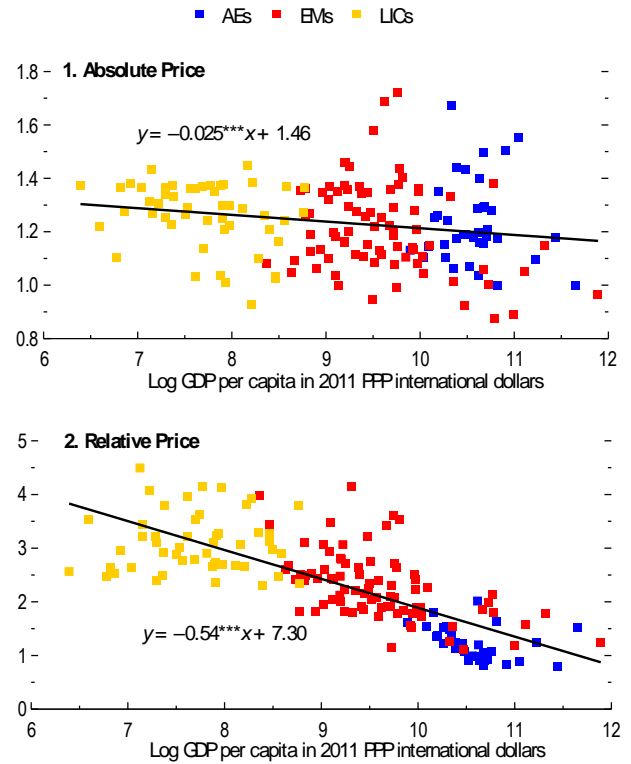 AEs EMs LICs
1. Absolute Price
1.8
y = −0.025***x + 1.46
1.6
1.4
1.2
1.0
0.8
6 7 8 9 10 11 12
Log GDP per capita in 2011 PPP international dollars
2. Relative Price
5
4
3
2
y = −0.54***x + 7.30
1
0
6 7 8 9 10 11 12
Log GDP per capita in 2011 PPP international dollars